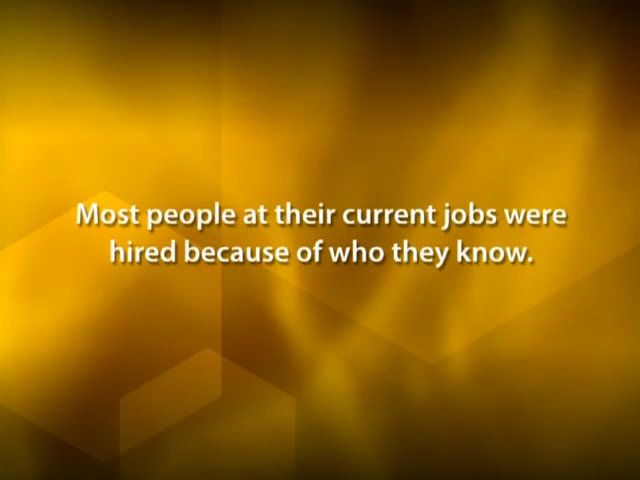 Most people at their current jobs were
hired because of who they know.